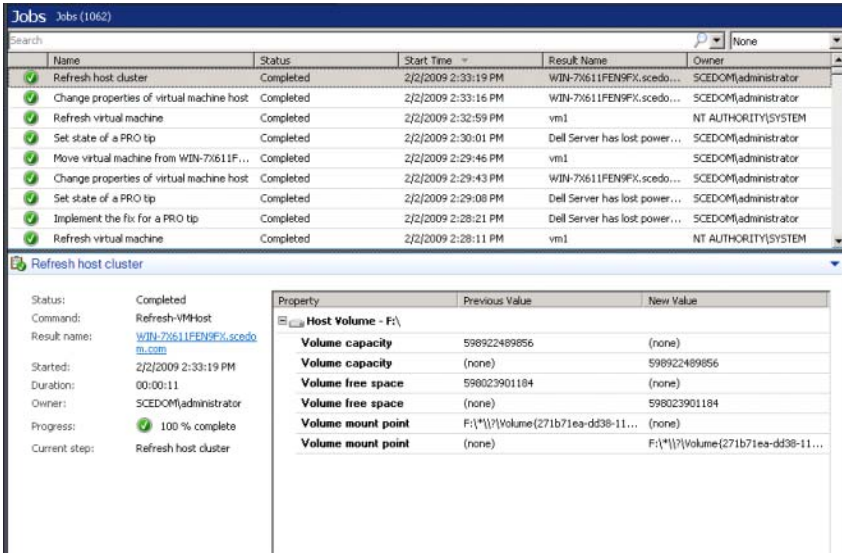 Jobs Jobs (1062)
Search None
Name Status Start Time Result Name Owner
Refresh host cluster Completed 2/2/2009 2:33:19 PM WIN-7X611FEN9FX.scedo... SCEDOM\administrator
Change properties of virtual machine host Completed 2/2/2009 2:33:16 PM WIN-7X611FEN9FX.scedo... SCEDOM\administrator
Refresh virtual machine Completed 2/2/2009 2:32:59 PM vm1 NT AUTHORITY\SYSTEM
Set state of a PRO tip Completed 2/2/2009 2:30:01 PM Dell Server has lost power... SCEDOM\administrator
Move virtual machine from WIN-7X611F... Completed 2/2/2009 2:29:46 PM vm1 SCEDOM\administrator
Change properties of virtual machine host Completed 2/2/2009 2:29:43 PM WIN-7X611FEN9FX.scedo... SCEDOM\administrator
Set state of a PRO tip Completed 2/2/2009 2:29:08 PM Dell Server has lost power... SCEDOM\administrator
Implement the fix for a PRO tip Completed 2/2/2009 2:28:21 PM Dell Server has lost power... SCEDOM\administrator
Refresh virtual machine Completed 2/2/2009 2:28:11 PM vm1 NT AUTHORITY\SYSTEM
Refresh host cluster
Status: Completed
Command: Refresh-VMHost
Result name: WIN-7X611FEN9FX.scedo
m.com
Started: 2/2/2009 2:33:19 PM
Duration: 00:00:11
Owner: SCEDOM\administrator
Progress: 100 % complete
Current step: Refresh host cluster
Property Previous Value New Value
Host Volume - F:\
Volume capacity 598922489856 (none)
Volume capacity (none) 598922489856
Volume free space 598023901184 (none)
Volume free space (none) 598023901184
Volume mount point F:\*\\?\Volume{271b71ea-dd38-11... (none)
Volume mount point (none) F:\*\\?\Volume{271b71ea-dd38-11...